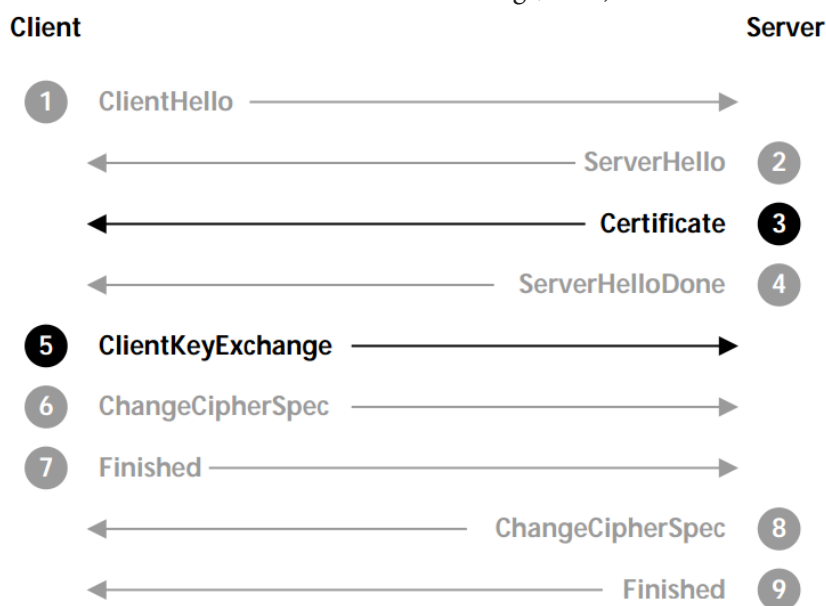 Client Server
1 ClientHello
ServerHello 2
Certificate 3
ServerHelloDone 4
5 ClientKeyExchange
6 ChangeCipherSpec
7 Finished
ChangeCipherSpec 8
Finished 9